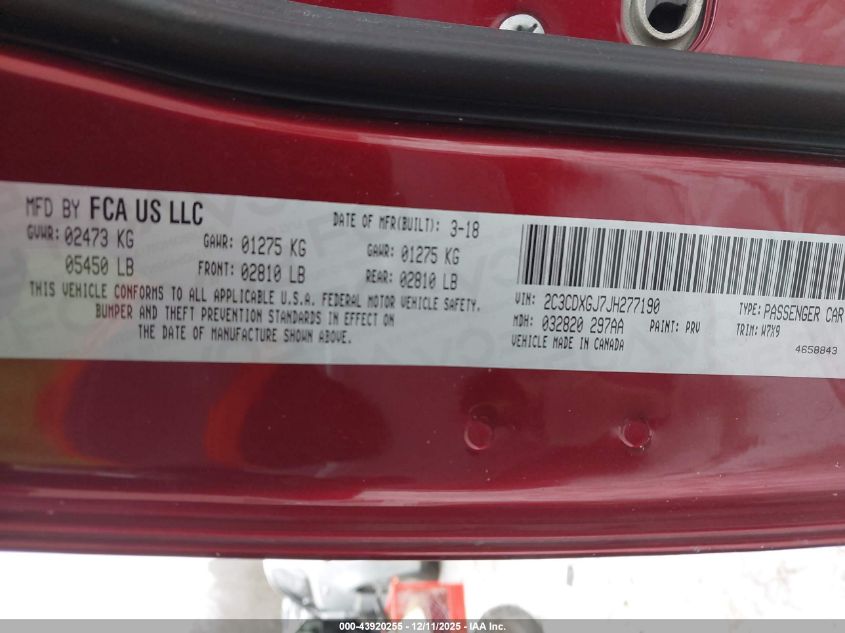 MFD BY FCA US LLC
DATE OF MFR(BUILT): 3-18
GVWR: 02473 KG
GAWR: 01275 KG
GAWR: 01275 KG
05450 LB
FRONT: 02810 LB
REAR: 02810 LB
THIS VEHICLE CONFORMS TO ALL APPLICABLE U.S.A. FEDERAL MOTOR VEHICLE SAFETY,
BUMPER AND THEFT PREVENTION STANDARDS IN EFFECT ON
THE DATE OF MANUFACTURE SHOWN ABOVE.
VIN: 2C3CDXGJ7JH277190
TYPE: PASSENGER CAR
MDH: 032820 297AA
PAINT: PRV
TRIM: W7X9
VEHICLE MADE IN CANADA
4658843
000-43920255 - 12/11/2025 - IAA Inc.